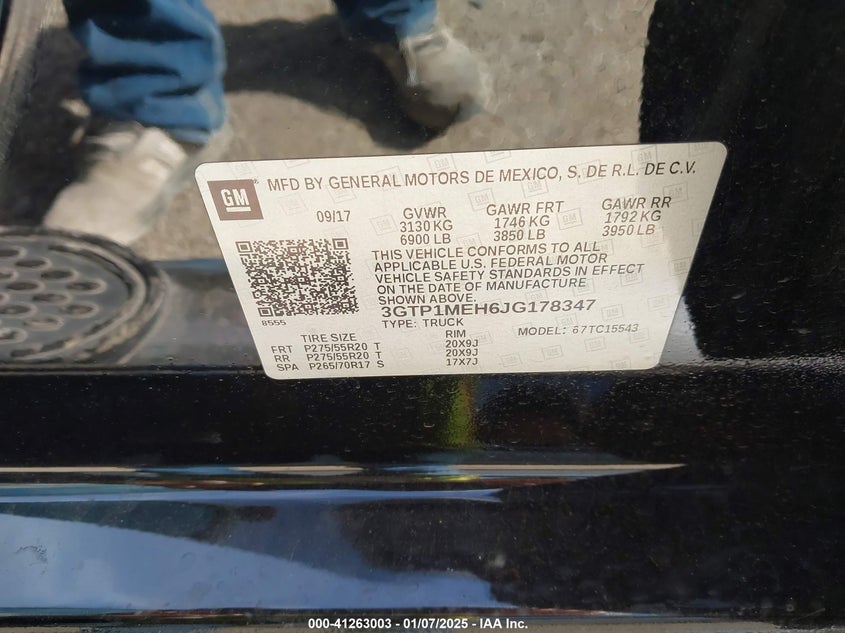 GM
MFD BY GENERAL MOTORS DE MEXICO, S. DE R.L. DE C.V.
09/17 GVWR GAWR FRT GAWR RR
3130 KG 1746 KG 1792 KG
6900 LB 3850 LB 3950 LB
THIS VEHICLE CONFORMS TO ALL
APPLICABLE U.S. FEDERAL MOTOR
VEHICLE SAFETY STANDARDS IN EFFECT
ON THE DATE OF MANUFACTURE
SHOWN ABOVE.
8555
3GTP1MEH6JG178347
TYPE: TRUCK MODEL: 67TC15543
TIRE SIZE RIM
FRT P275/55R20 T 20X9J
RR P275/55R20 T 20X9J
SPA P265/70R17 S 17X7J
000-41263003 - 01/07/2025 - IAA Inc.